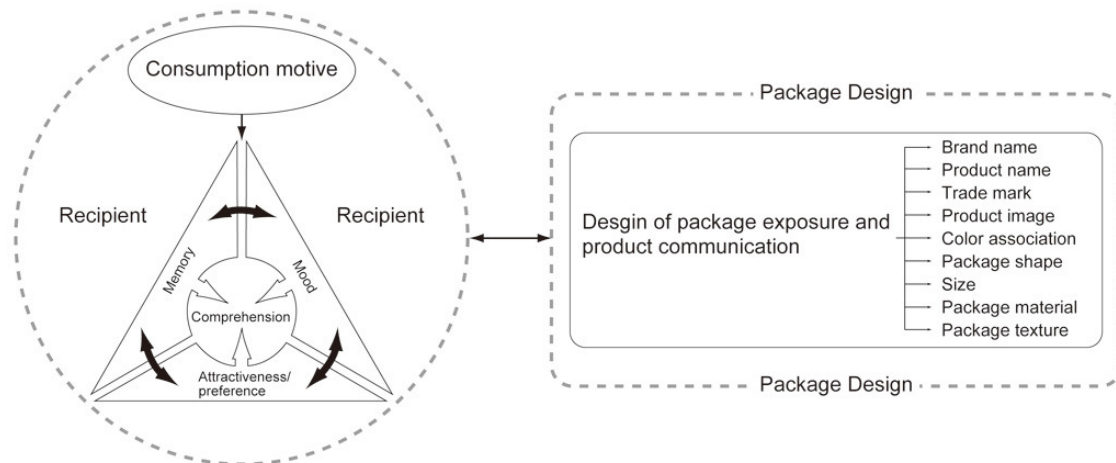 Consumption motive
Recipient
Recipient
Memory
Mood
Comprehension
Attractiveness/
preference
Package Design
Desgin of package exposure and
product communication
Brand name
Product name
Trade mark
Product image
Color association
Package shape
Size
Package material
Package texture
Package Design